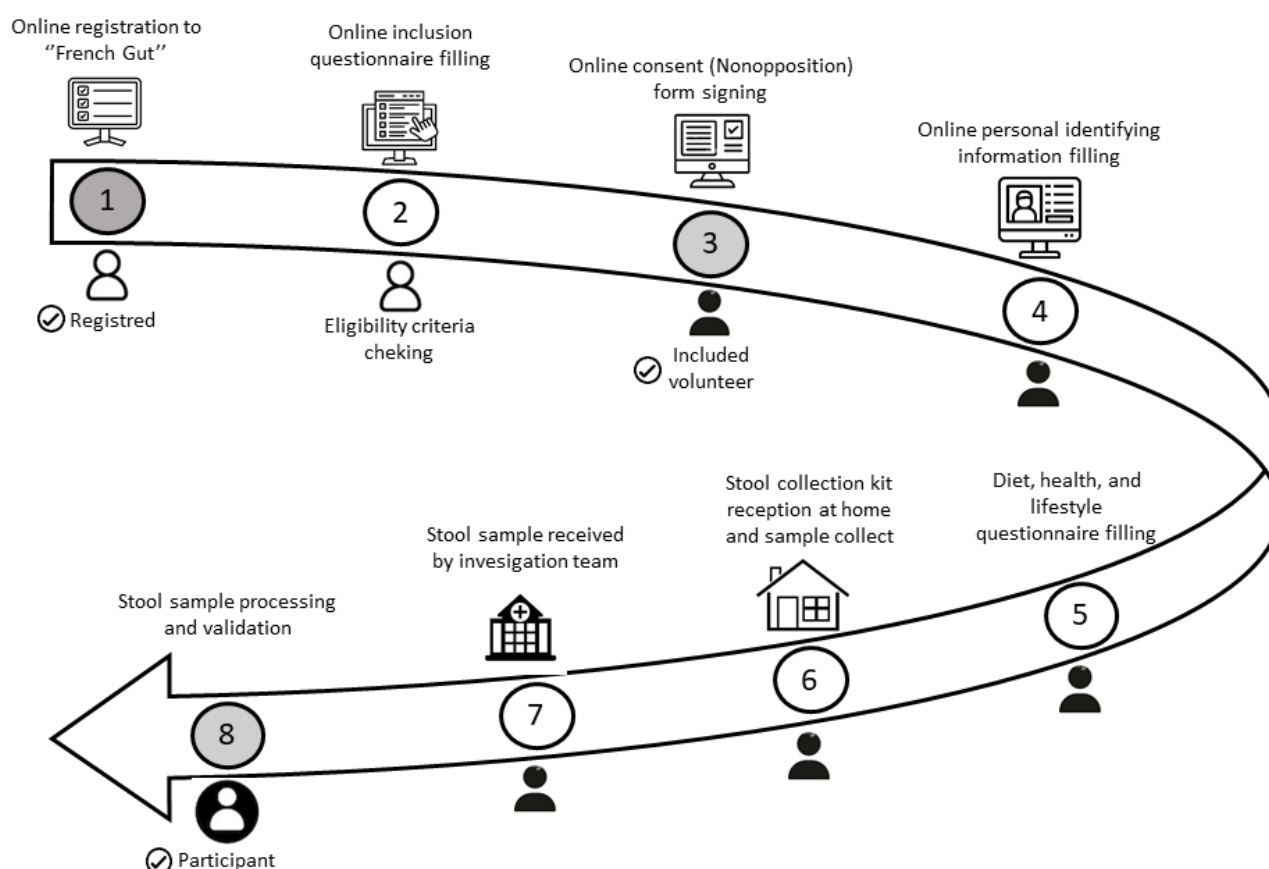 Online registration to
“French Gut”
1
Registred
Online inclusion
questionnaire filling
2
Eligibility criteria
cheking
Online consent (Nonopposition)
form signing
3
Included
volunteer
Online personal identifying
information filling
4
Diet, health, and
lifestyle
questionnaire filling
5
Stool collection kit
reception at home
and sample collect
6
Stool sample received
by invesigation team
7
Stool sample processing
and validation
8
Participant